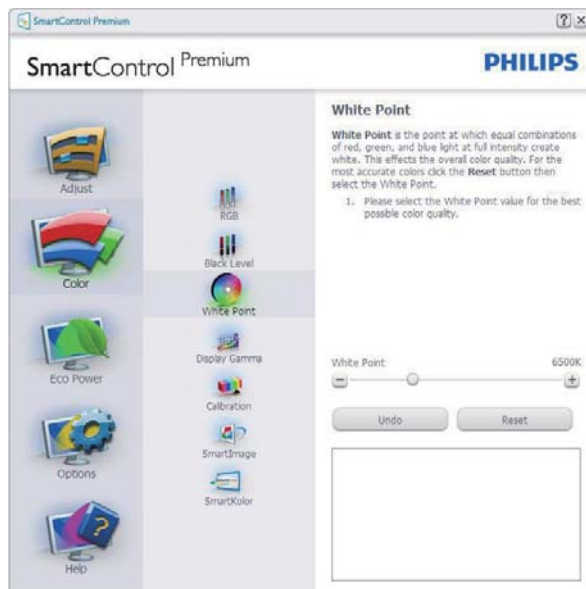 SmartControl Premium
SmartControl Premium
PHILIPS
Adjust
Color
Eco Power
Options
Help
RGB
Black Level
White Point
Display Gamma
Calibration
SmartImage
SmartKolor
White Point
White Point is the point at which equal combinations
of red, green, and blue light at full intensity create
white. This effects the overall color quality. For the
most accurate colors click the Reset button then
select the White Point.
1. Please select the White Point value for the best
possible color quality.
White Point 6500K
Undo Reset